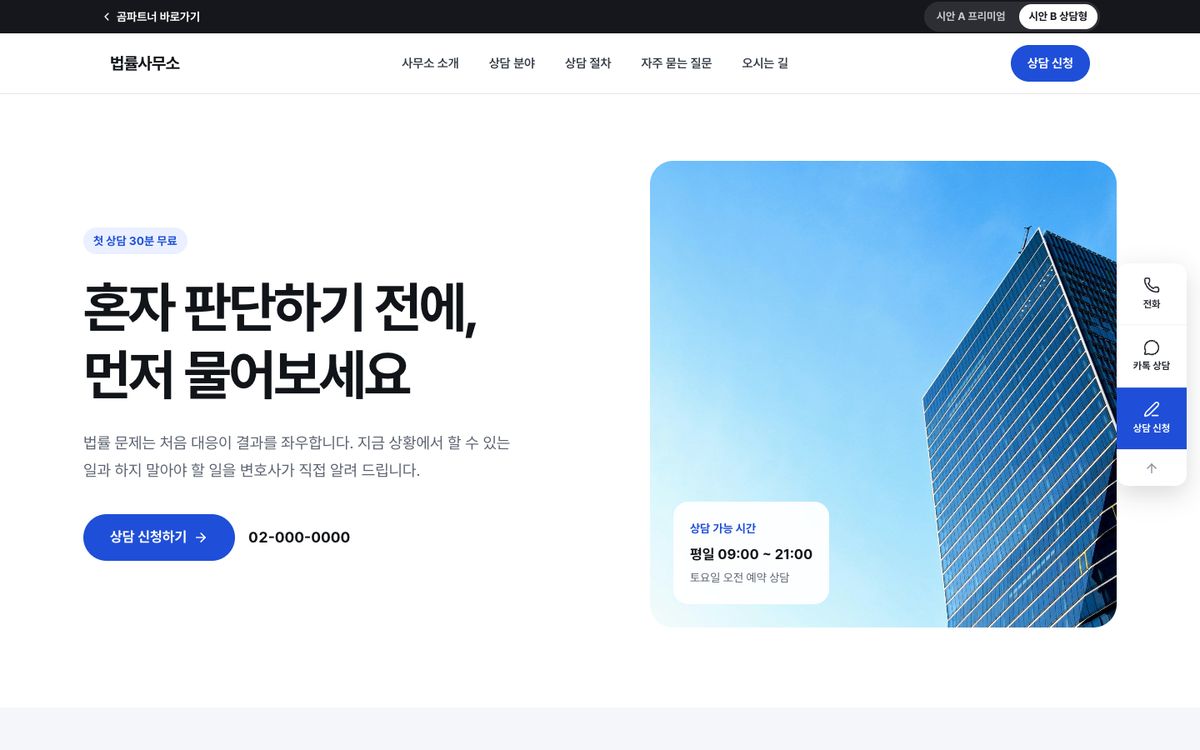 곰파트너 바로가기
시안 A 프리미엄
시안 B 상담형
법률사무소
사무소 소개
상담 분야
상담 절차
자주 묻는 질문
오시는 길
상담 신청
첫 상담 30분 무료
혼자 판단하기 전에,
먼저 물어보세요
법률 문제는 처음 대응이 결과를 좌우합니다. 지금 상황에서 할 수 있는
일과 하지 말아야 할 일을 변호사가 직접 알려 드립니다.
상담 신청하기
02-000-0000
상담 가능 시간
평일 09:00 ~ 21:00
토요일 오전 예약 상담
전화
카톡 상담
상담 신청